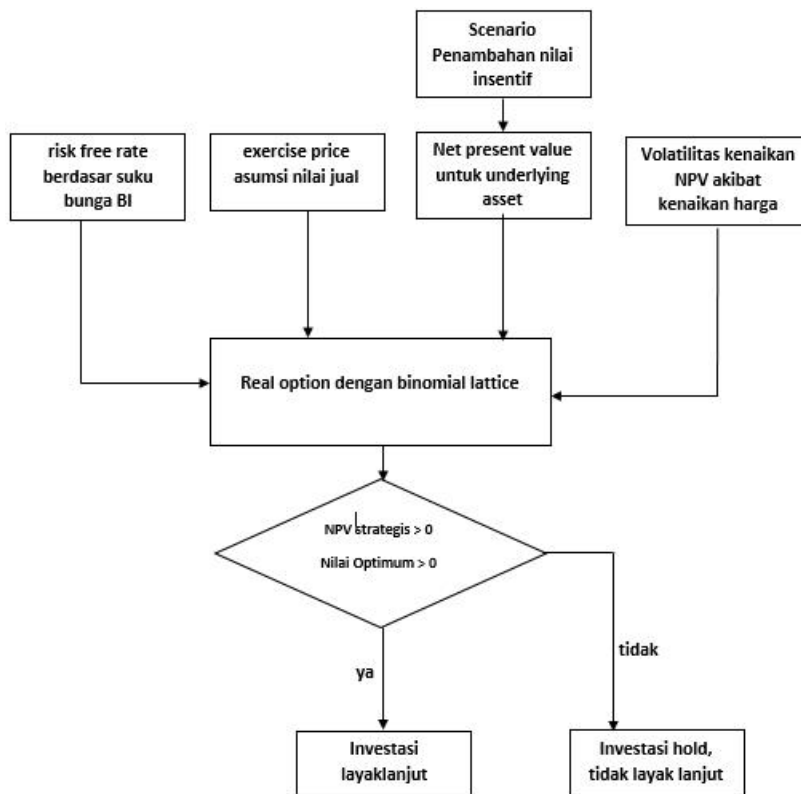 Scenario
Penambahan nilai
insentif
risk free rate
berdasar suku
bunga BI
exercise price
asumsi nilai jual
Net present value
untuk underlying
asset
Volatilitas kenaikan
NPV akibat
kenaikan harga
Real option dengan binomial lattice
NPV strategis > 0
Nilai Optimum > 0
ya
tidak
Investasi
layaklanjut
Investasi hold,
tidak layak lanjut